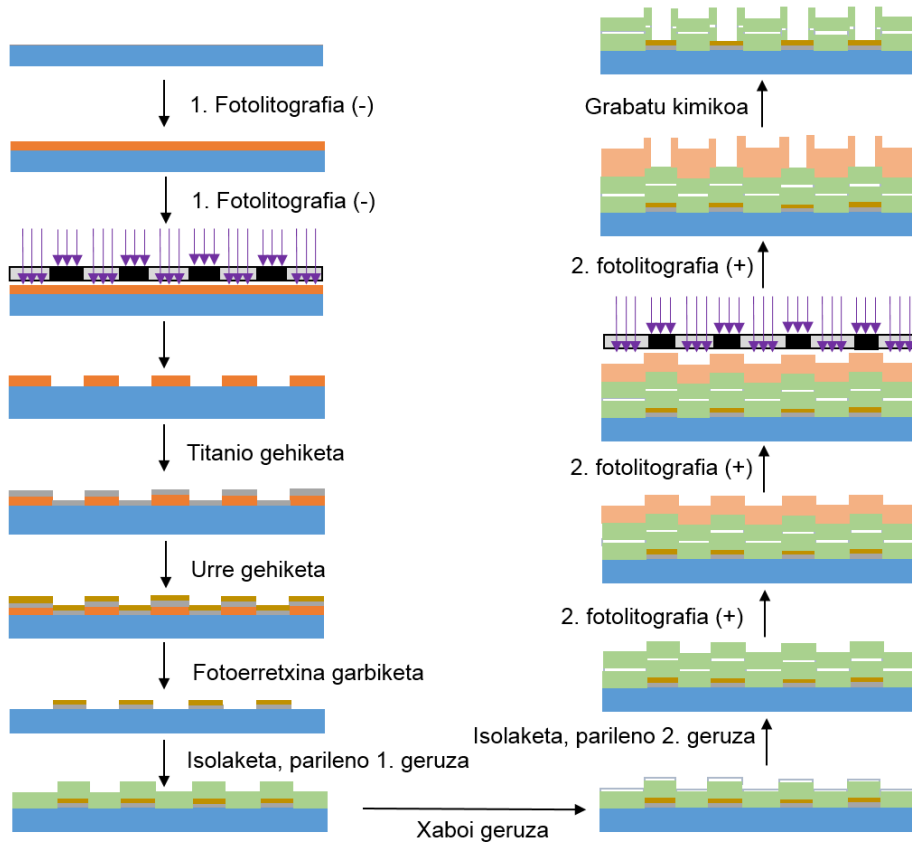 1. Fotolitografia (-)
1. Fotolitografia (-)
Titanio gehiketa
Urre gehiketa
Fotoerretxina garbiketa
Isolaketa, parileno 1. geruza
Xaboi geruza
Isolaketa, parileno 2. geruza
2. fotolitografia (+)
2. fotolitografia (+)
2. fotolitografia (+)
Grabatu kimikoa